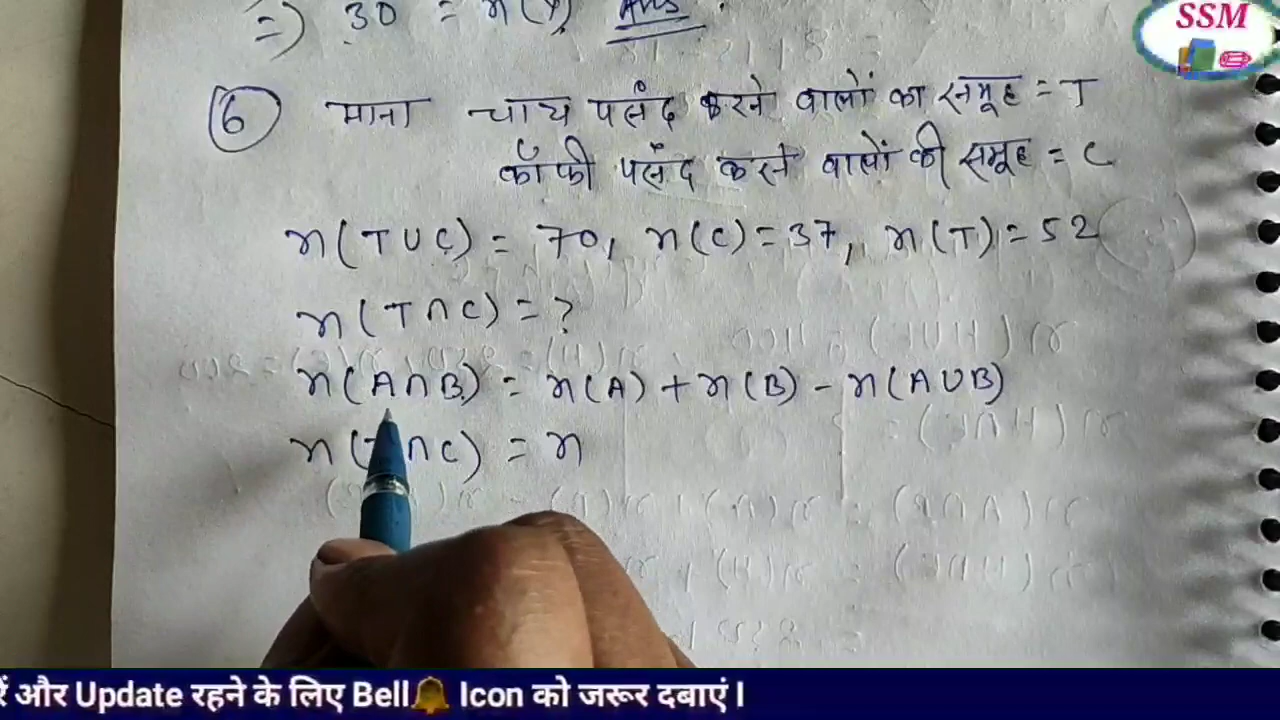 =) 30 = n(Y) Ans.
SSM
6 माना चाय पसंद करने वालों का समूह = T
कॉफी पसंद करने वालों की समूह = C
n(T∪C) = 70, n(C) = 37, n(T) = 52
n(T∩C) = ?
n(A∩B) = n(A) + n(B) - n(A∪B)
n(T∩C) = n
रें और Update रहने के लिए Bell🔔 Icon को जरूर दबाएं I